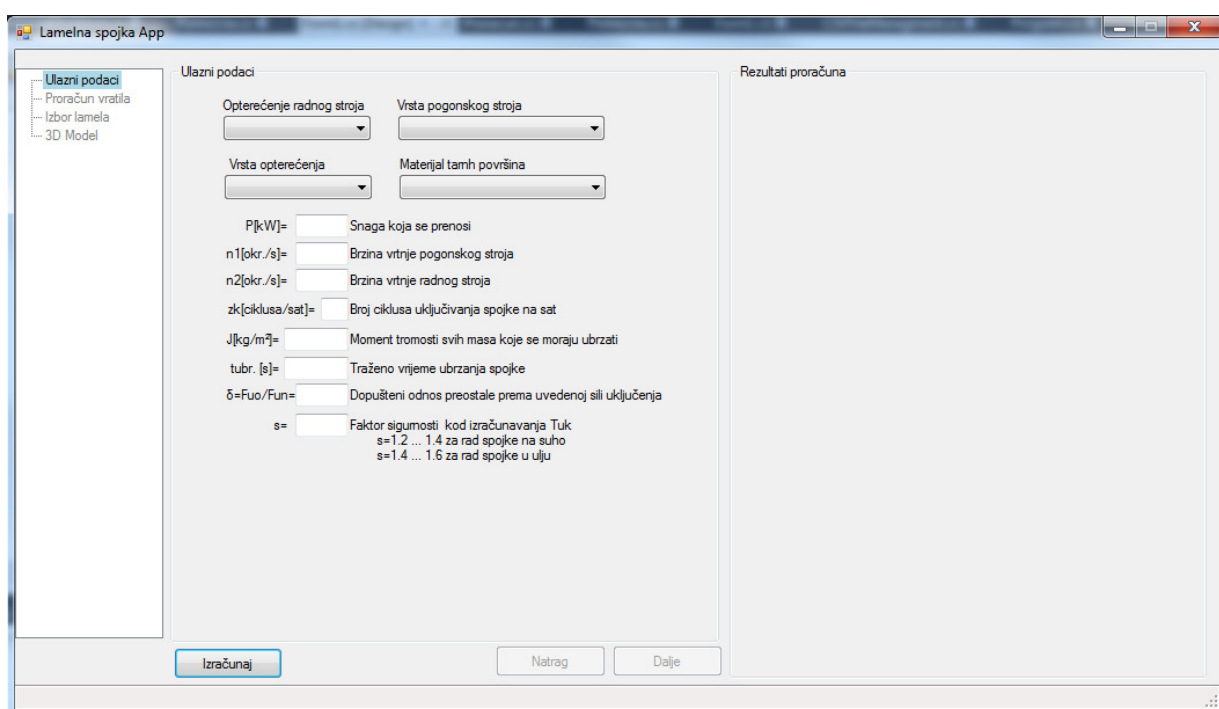 Lamelna spojka App
Ulazni podaci
Proračun vratila
Izbor lamela
3D Model
Ulazni podaci
Opterećenje radnog stroja Vrsta pogonskog stroja
Vrsta opterećenja Materijal tarnh površina
P[kW]= Snaga koja se prenosi
n1[okr./s]= Brzina vrtnje pogonskog stroja
n2[okr./s]= Brzina vrtnje radnog stroja
zk[ciklusa/sat]= Broj ciklusa uključivanja spojke na sat
J[kg/m²]= Moment tromosti svih masa koje se moraju ubrzati
tubr. [s]= Traženo vrijeme ubrzanja spojke
δ=Fuo/Fun= Dopušteni odnos preostale prema uvedenoj sili uključenja
s= Faktor sigurnosti kod izračunavanja Tuk
s=1.2 ... 1.4 za rad spojke na suho
s=1.4 ... 1.6 za rad spojke u ulju
Rezultati proračuna
Izračunaj Natrag Dalje